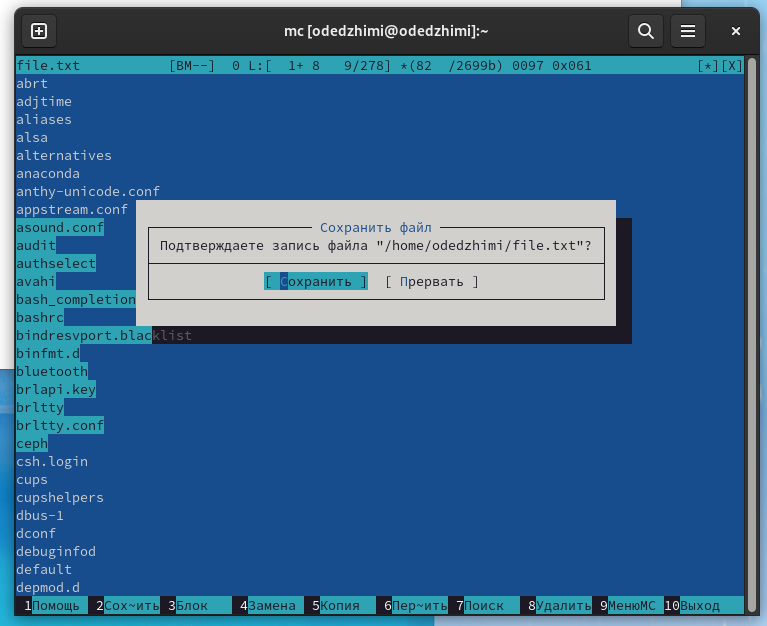 mc [odedzhimi@odedzhimi]:~
file.txt [BM--] 0 L:[ 1+ 8 9/278] *(82 /2699b) 0097 0x061 [*][X]
abrt
adjtime
aliases
alsa
alternatives
anaconda
anthy-unicode.conf
appstream.conf
Сохранить файл
asound.conf
audit
Подтверждаете запись файла "/home/odedzhimi/file.txt"?
authselect
avahi
[ Сохранить ] [ Прервать ]
bash_completion
bashrc
bindresvport.blacklist
binfmt.d
bluetooth
brlapi.key
brltty
brltty.conf
ceph
csh.login
cups
cupshelpers
dbus-1
dconf
debuginfod
default
depmod.d
1Помощь 2Сох~ить 3Блок 4Замена 5Копия 6Пер~ить 7Поиск 8Удалить 9МенюMC 10Выход